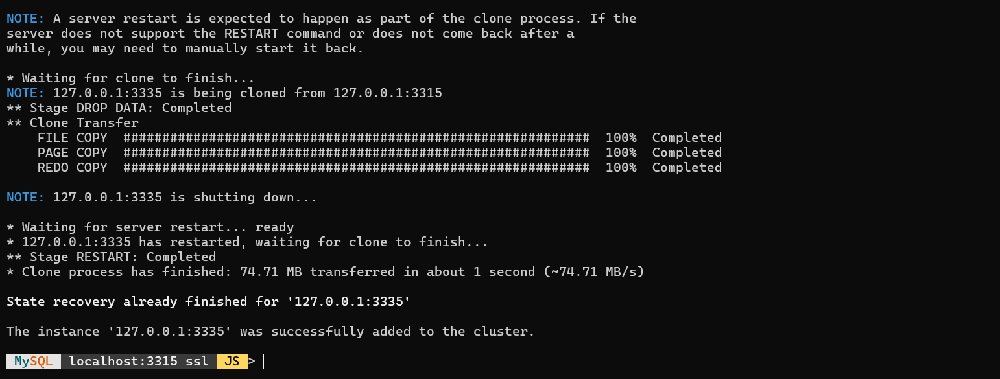 NOTE: A server restart is expected to happen as part of the clone process. If the
server does not support the RESTART command or does not come back after a
while, you may need to manually start it back.
* Waiting for clone to finish...
NOTE: 127.0.0.1:3335 is being cloned from 127.0.0.1:3315
** Stage DROP DATA: Completed
** Clone Transfer
    FILE COPY  ############################################################  100%  Completed
    PAGE COPY  ############################################################  100%  Completed
    REDO COPY  ############################################################  100%  Completed
NOTE: 127.0.0.1:3335 is shutting down...
* Waiting for server restart... ready
* 127.0.0.1:3335 has restarted, waiting for clone to finish...
** Stage RESTART: Completed
* Clone process has finished: 74.71 MB transferred in about 1 second (~74.71 MB/s)
State recovery already finished for '127.0.0.1:3335'
The instance '127.0.0.1:3335' was successfully added to the cluster.
MySQL localhost:3315 ssl JS>